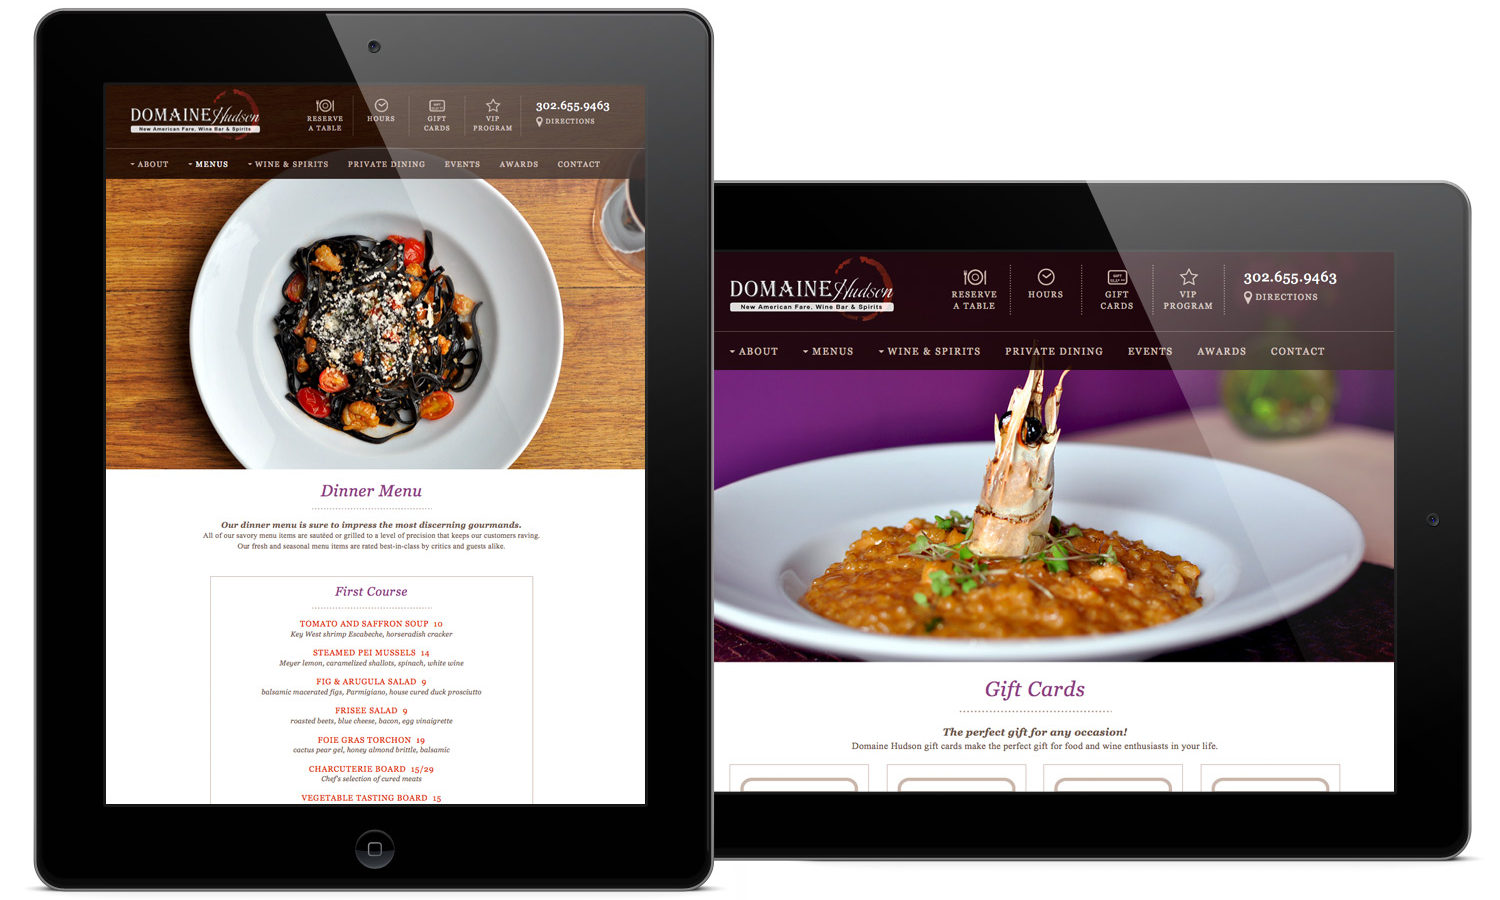 DOMAINE Hudson
New American Fare, Wine Bar & Spirits
RESERVE
A TABLE
HOURS
GIFT
CARDS
VIP
PROGRAM
302.655.9463
DIRECTIONS
ABOUT MENUS WINE & SPIRITS PRIVATE DINING EVENTS AWARDS CONTACT
Dinner Menu
Our dinner menu is sure to impress the most discerning gourmands.
All of our savory menu items are sautéed or grilled to a level of precision that keeps our customers raving.
Our fresh and seasonal menu items are rated best-in-class by critics and guests alike.
First Course
TOMATO AND SAFFRON SOUP 10
Key West shrimp Escabeche, horseradish cracker
STEAMED PEI MUSSELS 14
Meyer lemon, caramelized shallots, spinach, white wine
FIG & ARUGULA SALAD 9
balsamic macerated figs, Parmigiano, house cured duck prosciutto
FRISEE SALAD 9
roasted beets, blue cheese, bacon, egg vinaigrette
FOIE GRAS TORCHON 19
cactus pear gel, honey almond brittle, balsamic
CHARCUTERIE BOARD 15/29
Chef's selection of cured meats
VEGETABLE TASTING BOARD 15
DOMAINE Hudson
New American Fare, Wine Bar & Spirits
RESERVE
A TABLE
HOURS
GIFT
CARDS
VIP
PROGRAM
302.655.9463
DIRECTIONS
ABOUT MENUS WINE & SPIRITS PRIVATE DINING EVENTS AWARDS CONTACT
Gift Cards
The perfect gift for any occasion!
Domaine Hudson gift cards make the perfect gift for food and wine enthusiasts in your life.